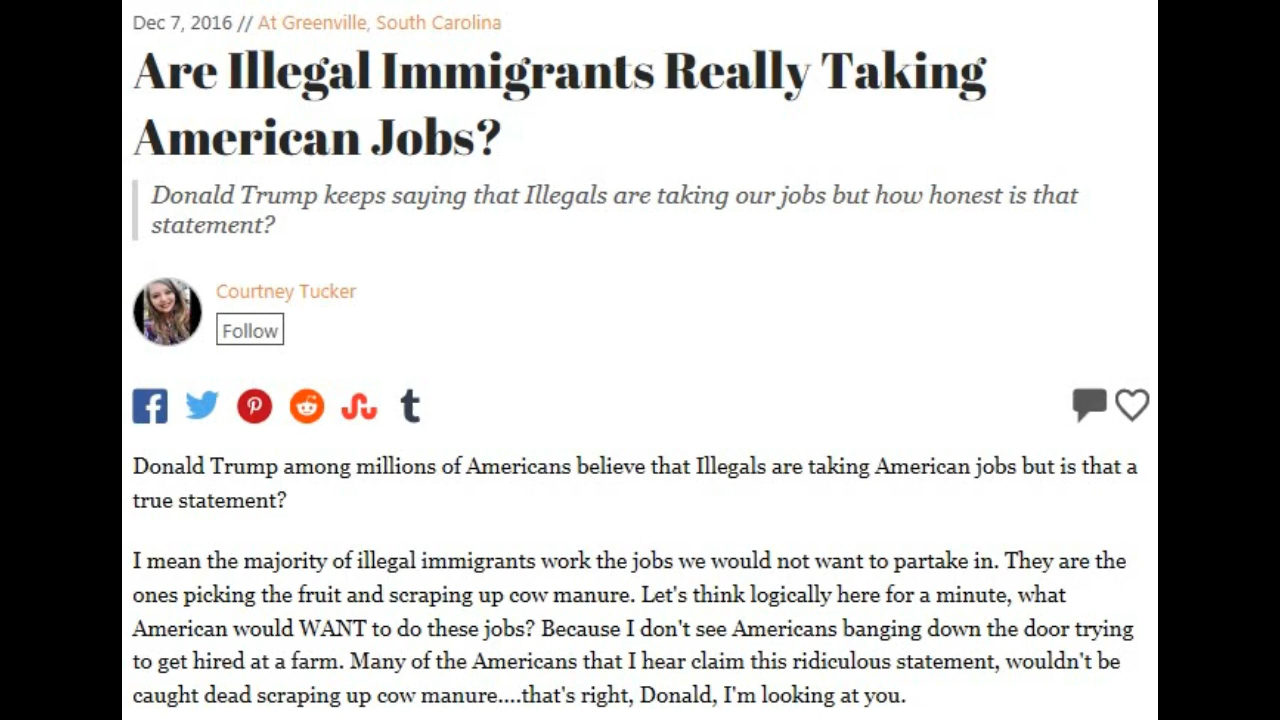 Dec 7, 2016 // At Greenville, South Carolina
Are Illegal Immigrants Really Taking
American Jobs?
Donald Trump keeps saying that Illegals are taking our jobs but how honest is that
statement?
Courtney Tucker
Follow
Donald Trump among millions of Americans believe that Illegals are taking American jobs but is that a
true statement?
I mean the majority of illegal immigrants work the jobs we would not want to partake in. They are the
ones picking the fruit and scraping up cow manure. Let's think logically here for a minute, what
American would WANT to do these jobs? Because I don't see Americans banging down the door trying
to get hired at a farm. Many of the Americans that I hear claim this ridiculous statement, wouldn't be
caught dead scraping up cow manure....that's right, Donald, I'm looking at you.